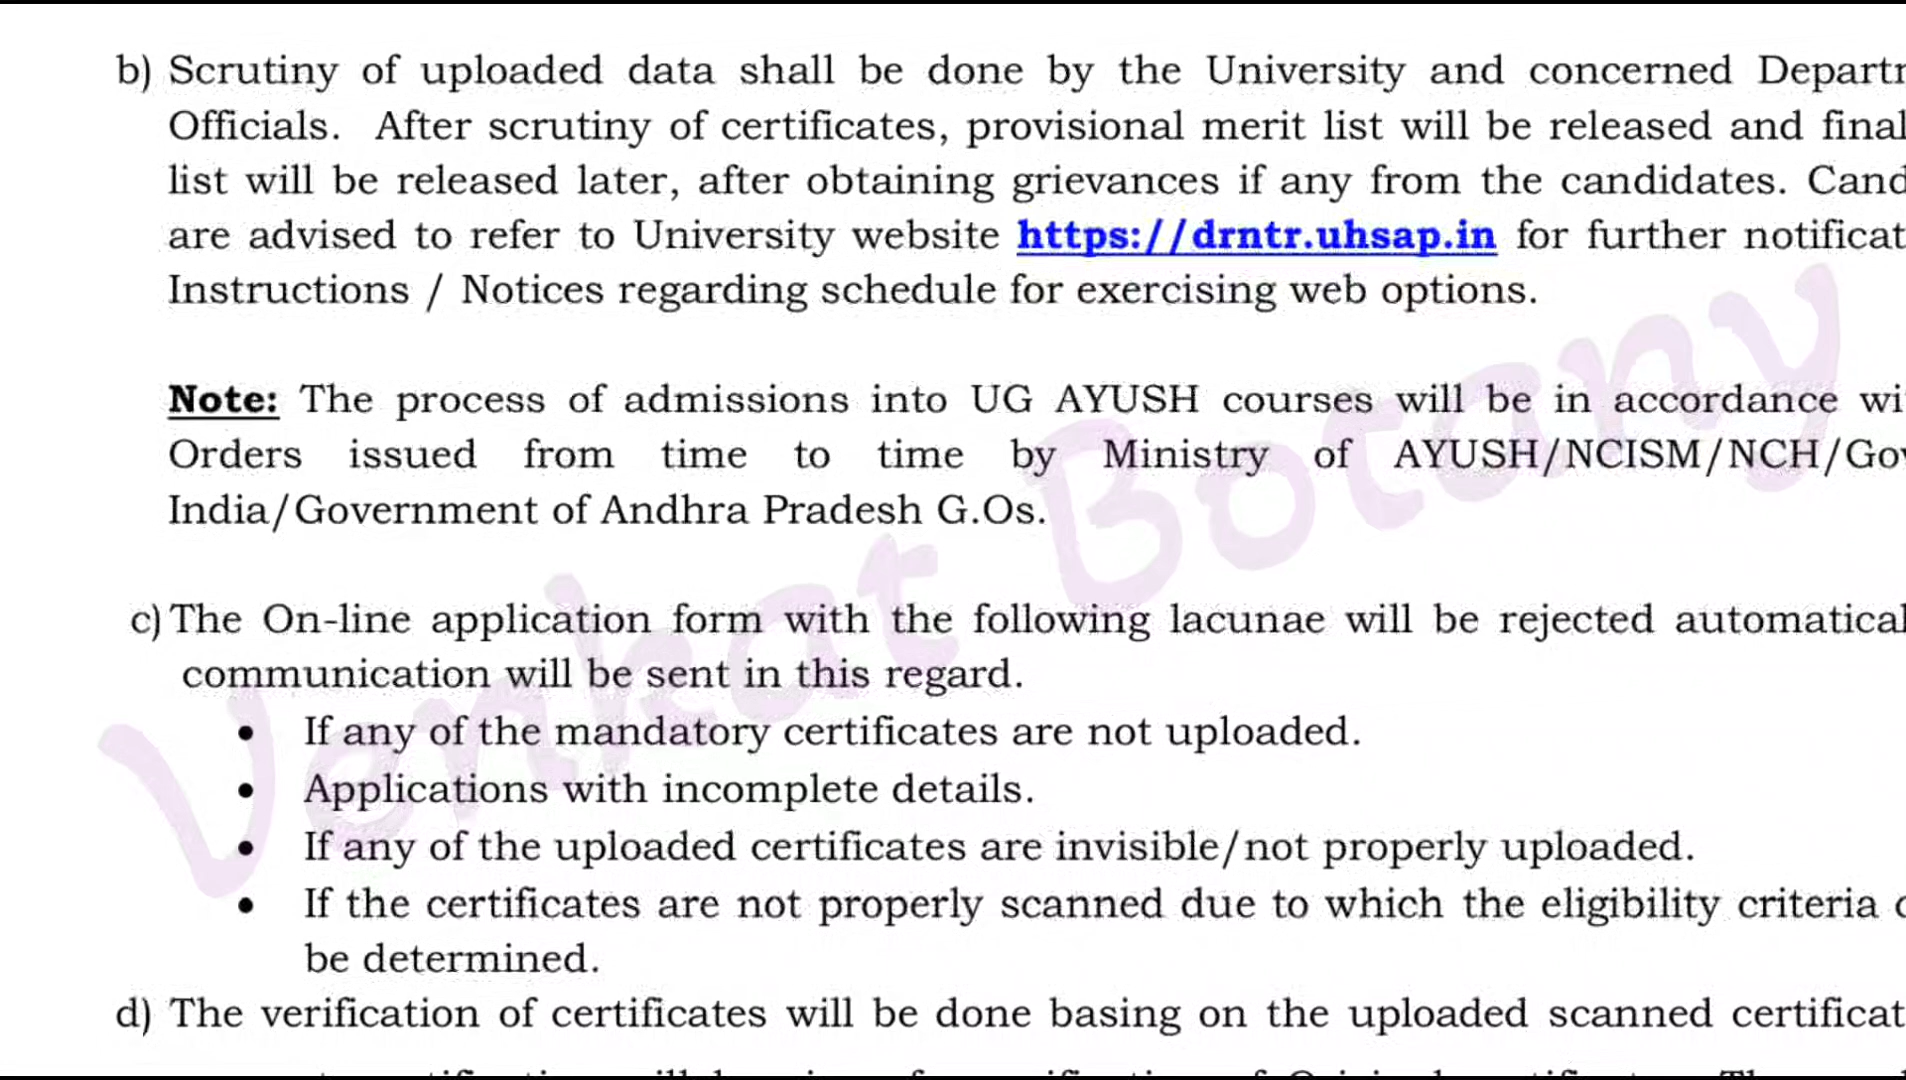 b) Scrutiny of uploaded data shall be done by the University and concerned
Officials. After scrutiny of certificates, provisional merit list will be released and final
list will be released later, after obtaining grievances if any from the candidates.
are advised to refer to University website https://drntr.uhsap.in for further
Instructions / Notices regarding schedule for exercising web options.
Note: The process of admissions into UG AYUSH courses will be in accordance
Orders issued from time to time by Ministry of AYUSH/NCISM/NCH/
India/Government of Andhra Pradesh G.Os.
c) The On-line application form with the following lacunae will be rejected
communication will be sent in this regard.
• If any of the mandatory certificates are not uploaded.
• Applications with incomplete details.
• If any of the uploaded certificates are invisible/not properly uploaded.
• If the certificates are not properly scanned due to which the eligibility criteria
be determined.
d) The verification of certificates will be done basing on the uploaded scanned
Venkat Botany